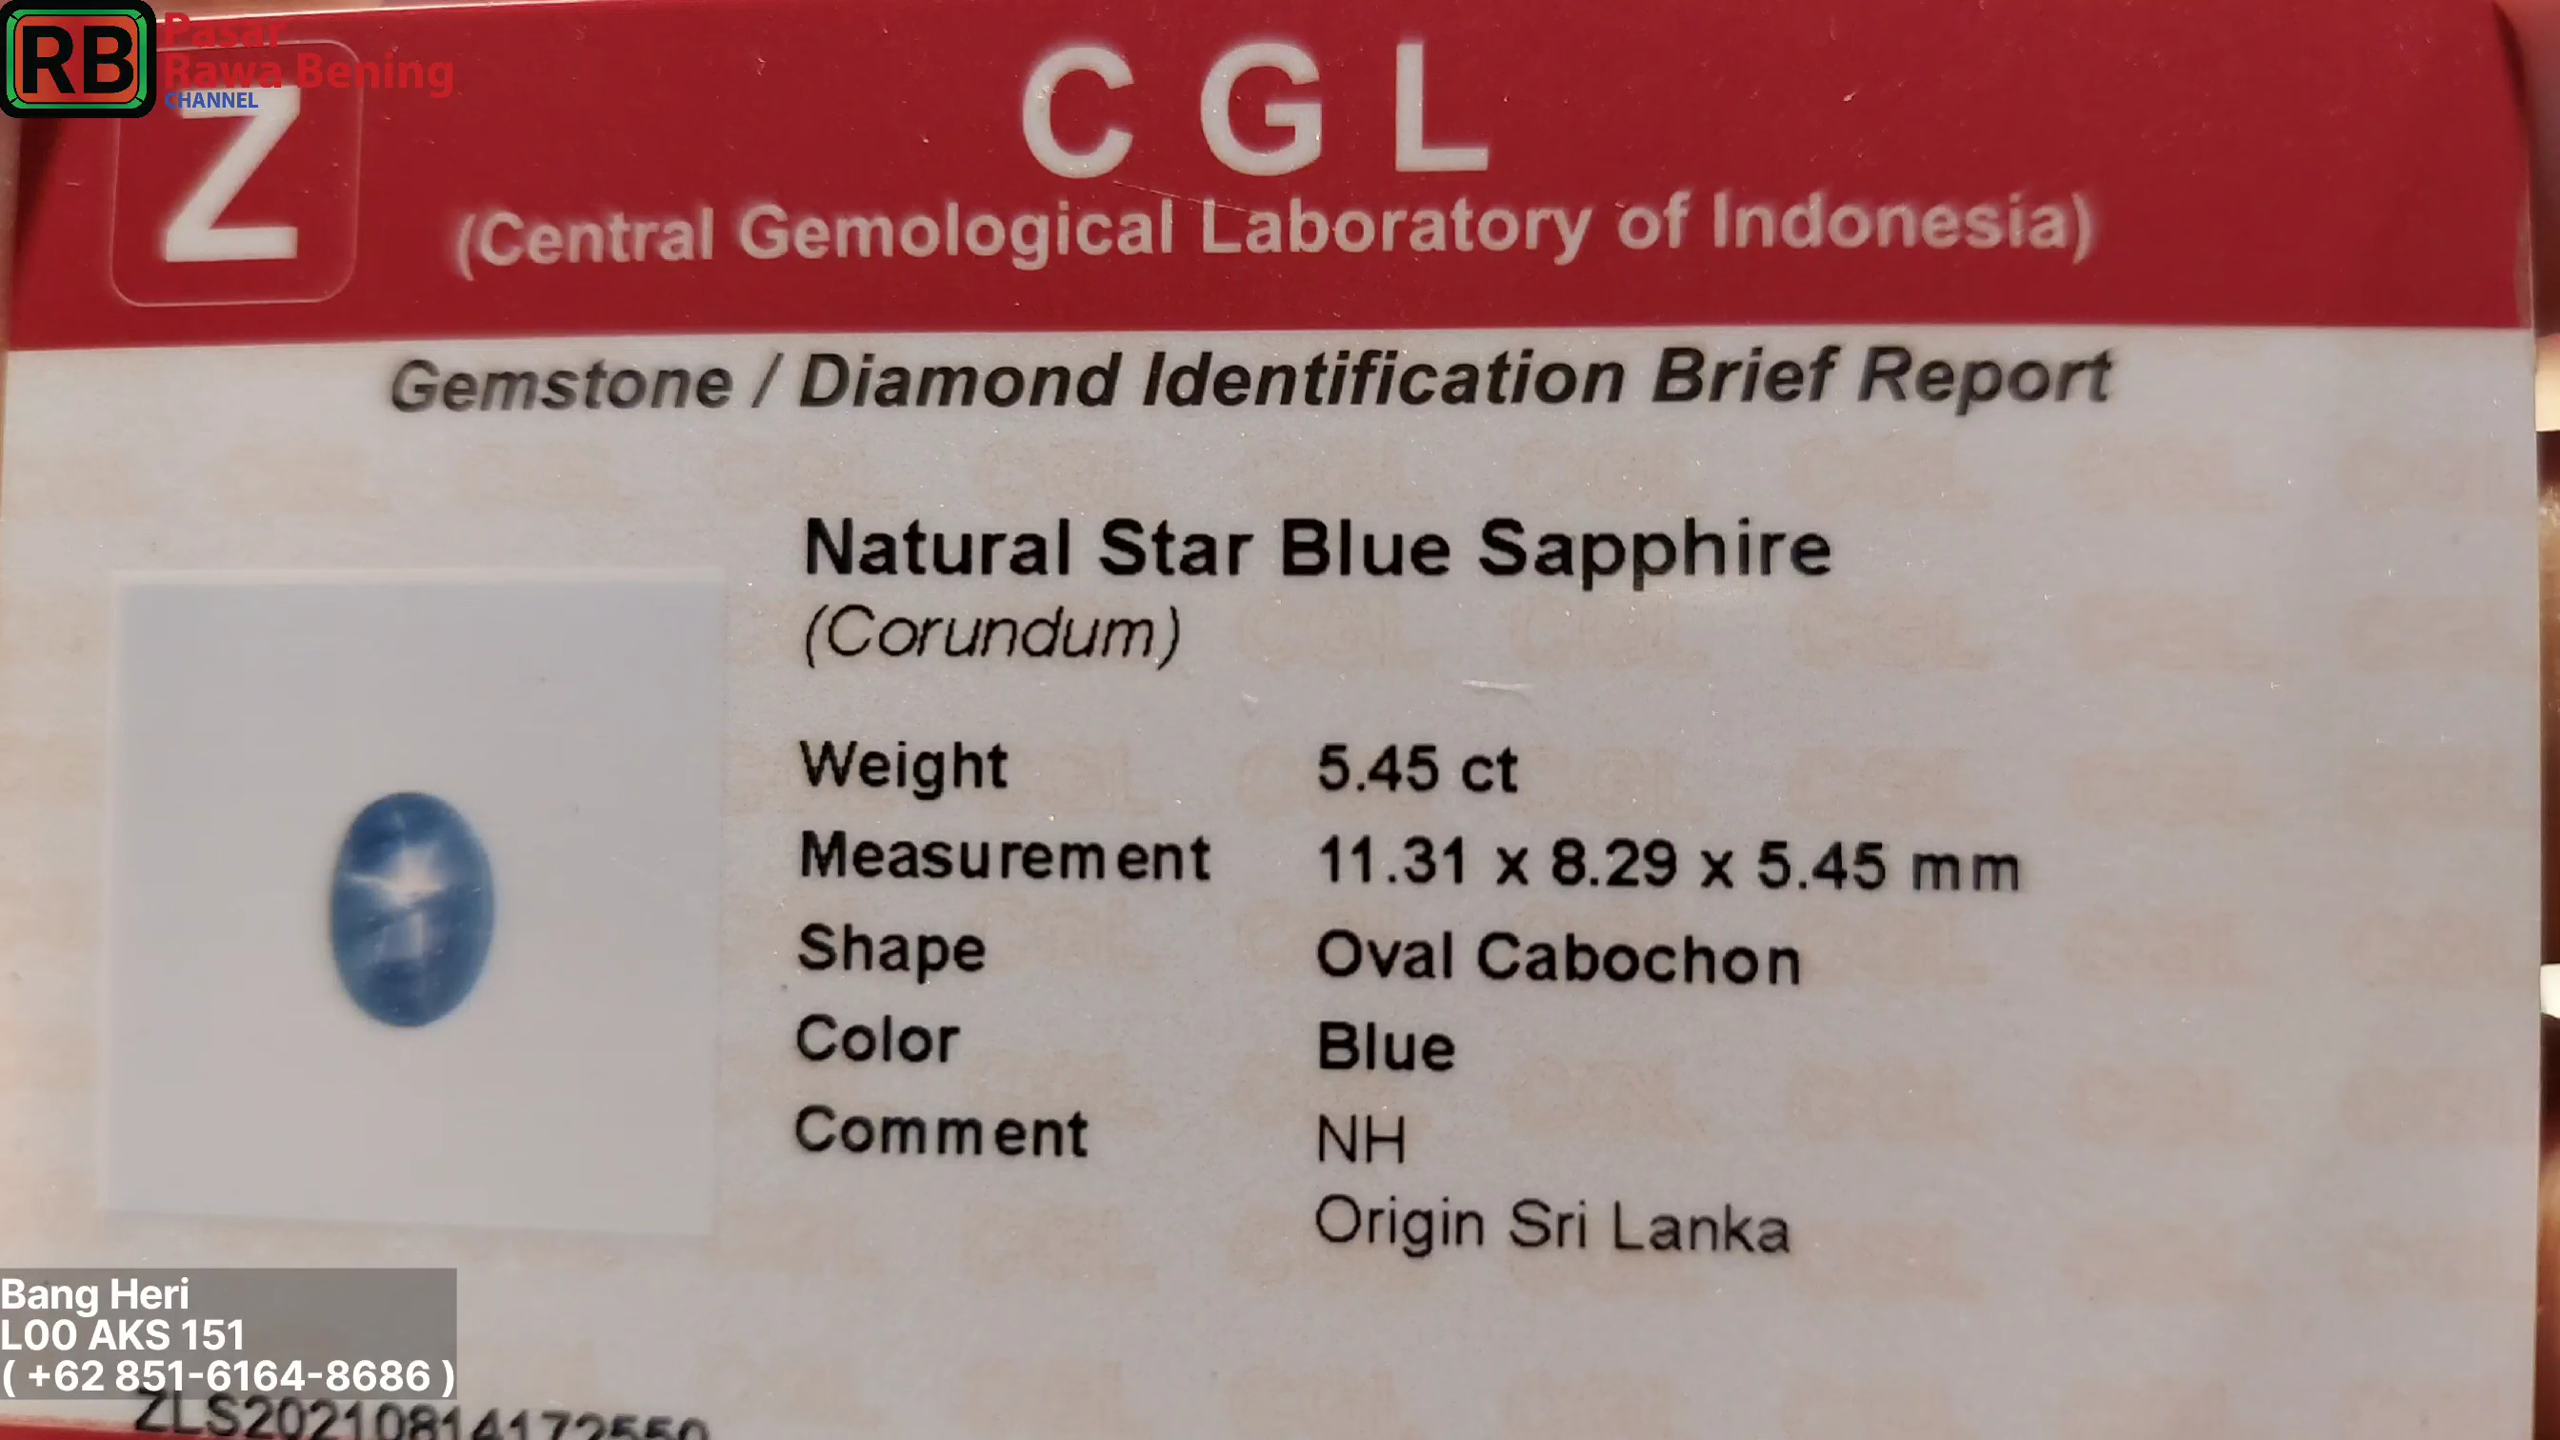 RB
Pasar
Rawa Bening
CHANNEL
Z
C G L
(Central Gemological Laboratory of Indonesia)
Gemstone / Diamond Identification Brief Report
Natural Star Blue Sapphire
(Corundum)
Weight 5.45 ct
Measurement 11.31 x 8.29 x 5.45 mm
Shape Oval Cabochon
Color Blue
Comment NH
Origin Sri Lanka
Bang Heri
L00 AKS 151
( +62 851-6164-8686 )
ZLS20210814172550